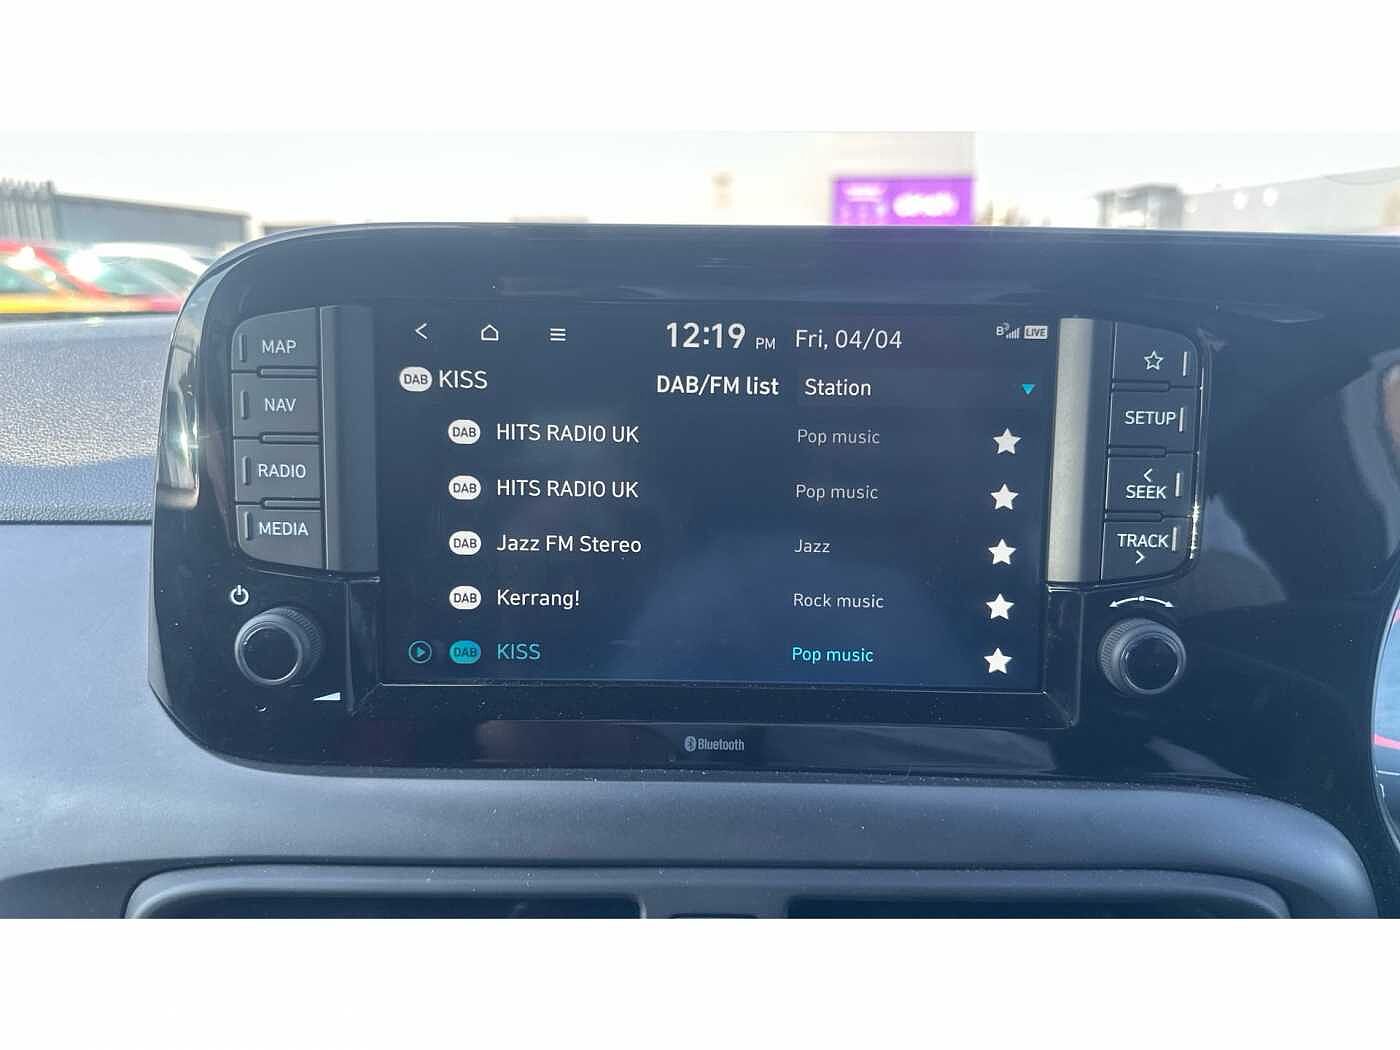 12:19 PM Fri, 04/04 B LIVE
DAB KISS DAB/FM list Station
DAB HITS RADIO UK Pop music
DAB HITS RADIO UK Pop music
DAB Jazz FM Stereo Jazz
DAB Kerrang! Rock music
DAB KISS Pop music
MAP
NAV
RADIO
MEDIA
SETUP
< SEEK
TRACK >
Bluetooth